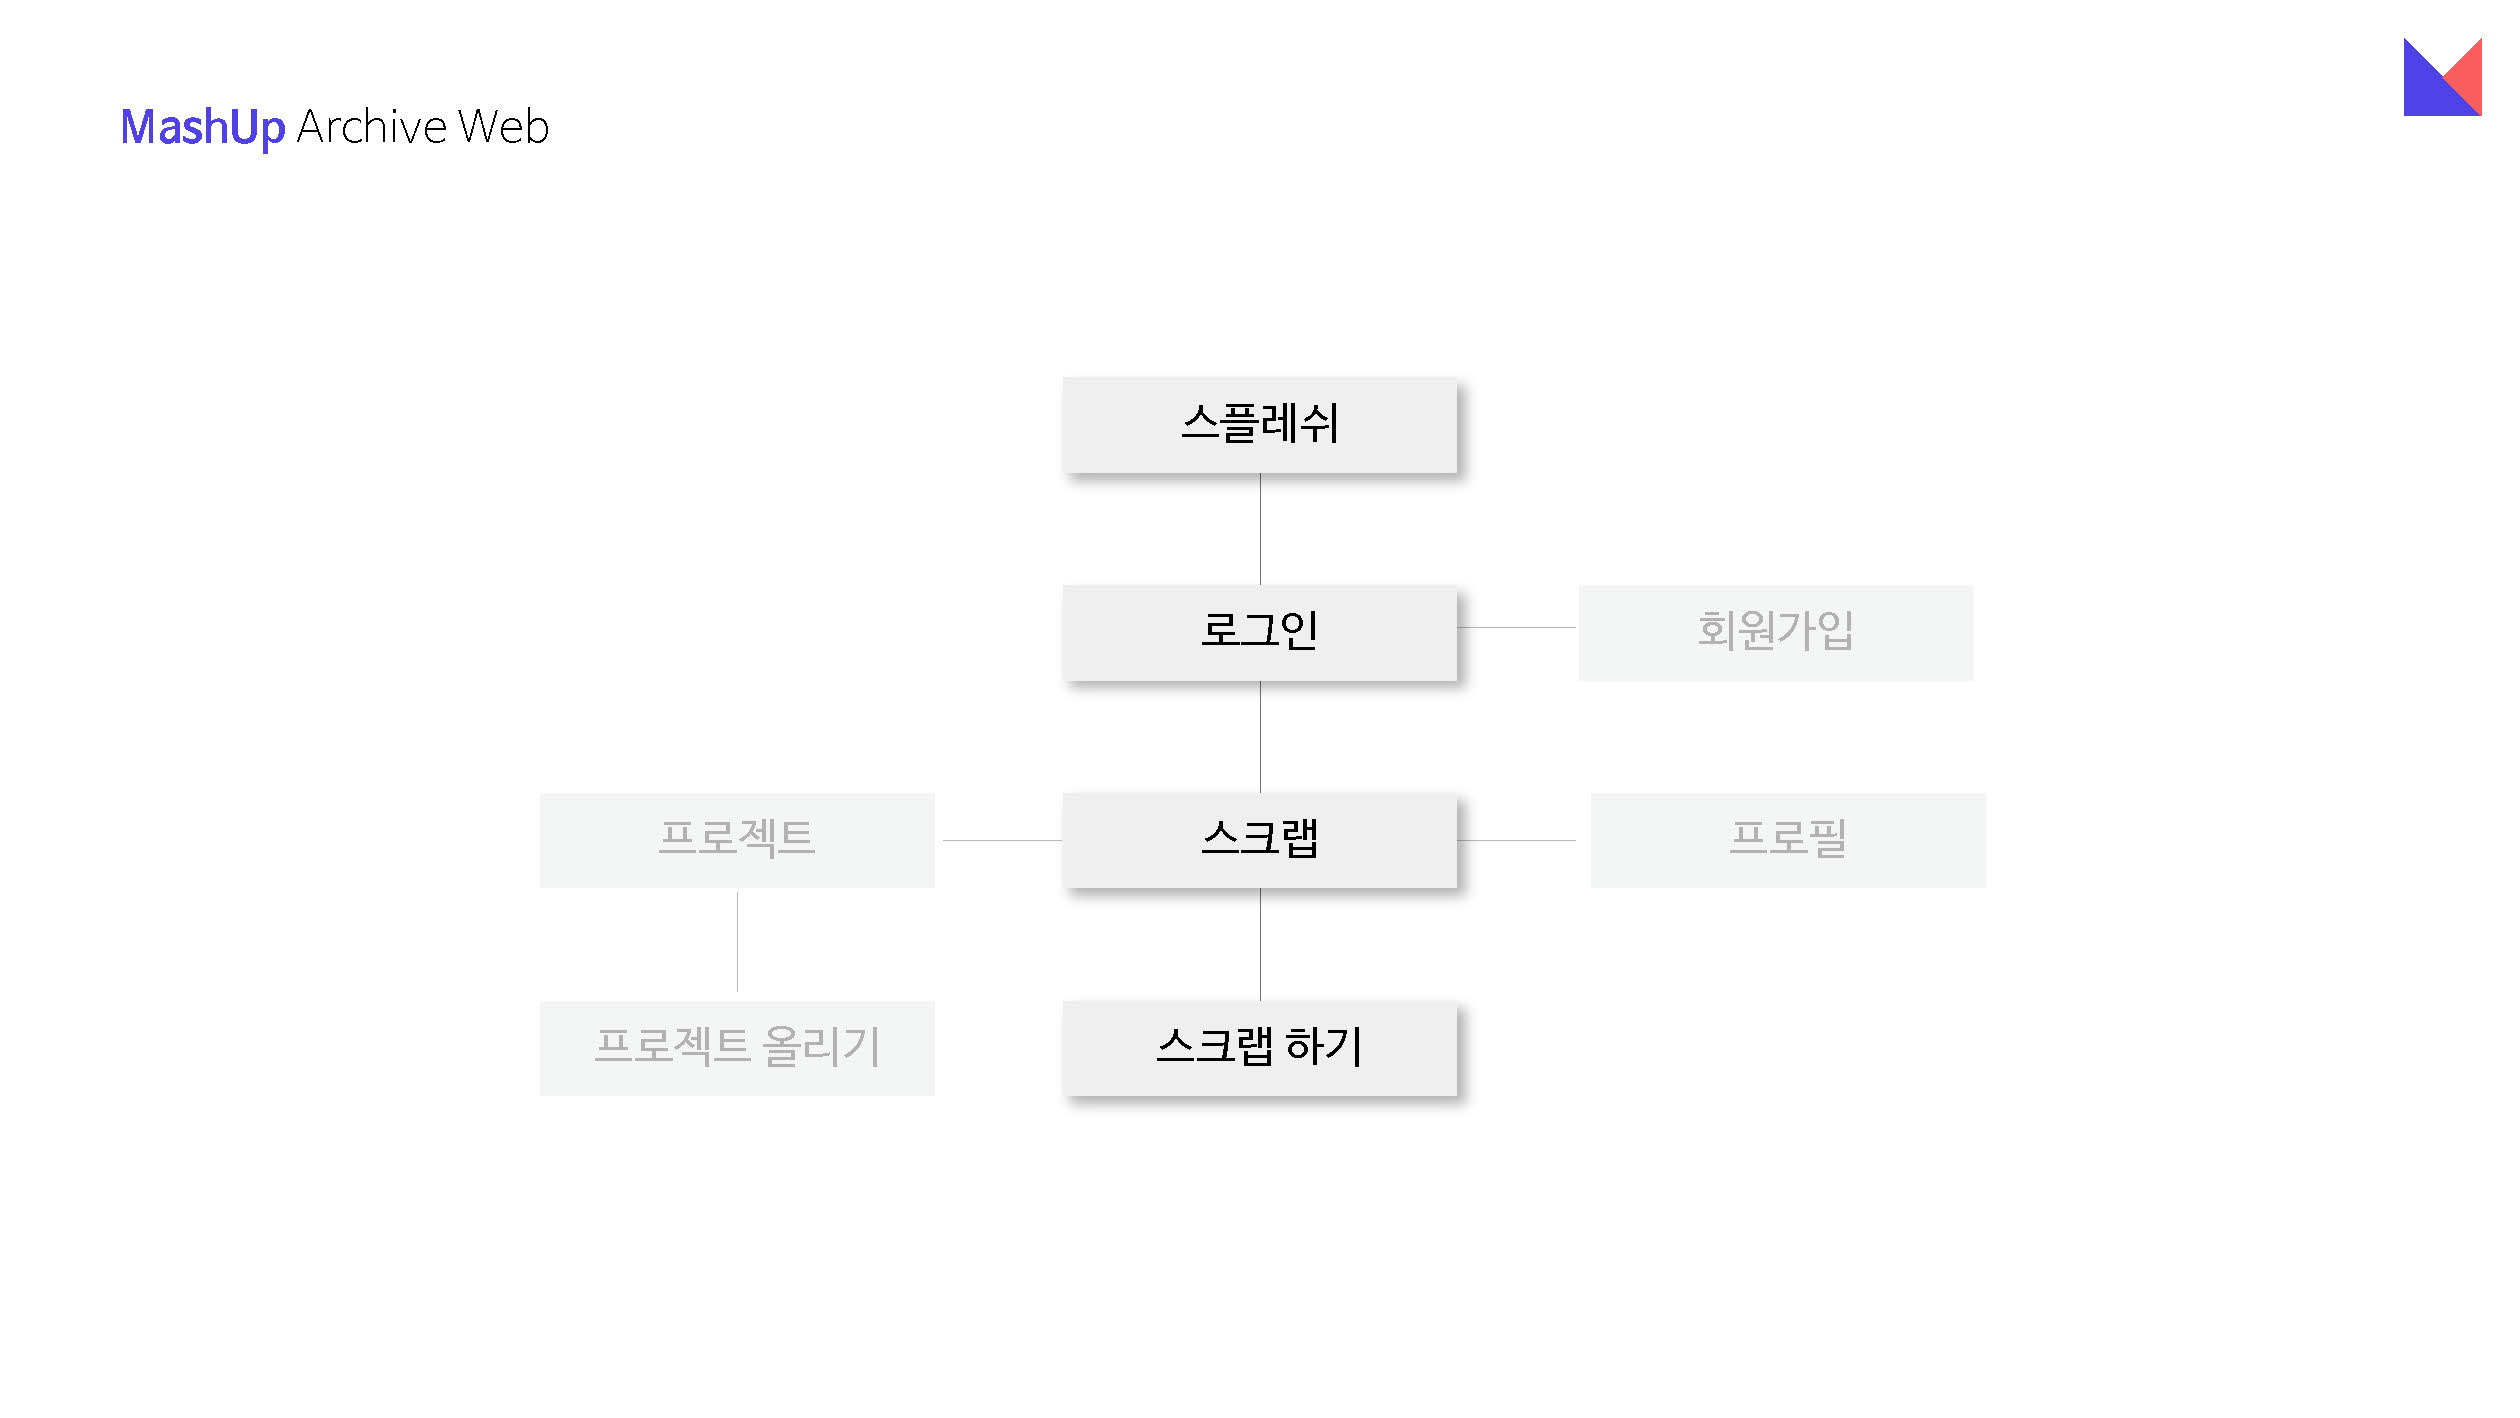 MashUp Archive Web
스플레쉬
로그인
회원가입
프로젝트
스크랩
프로필
프로젝트 올리기
스크랩 하기